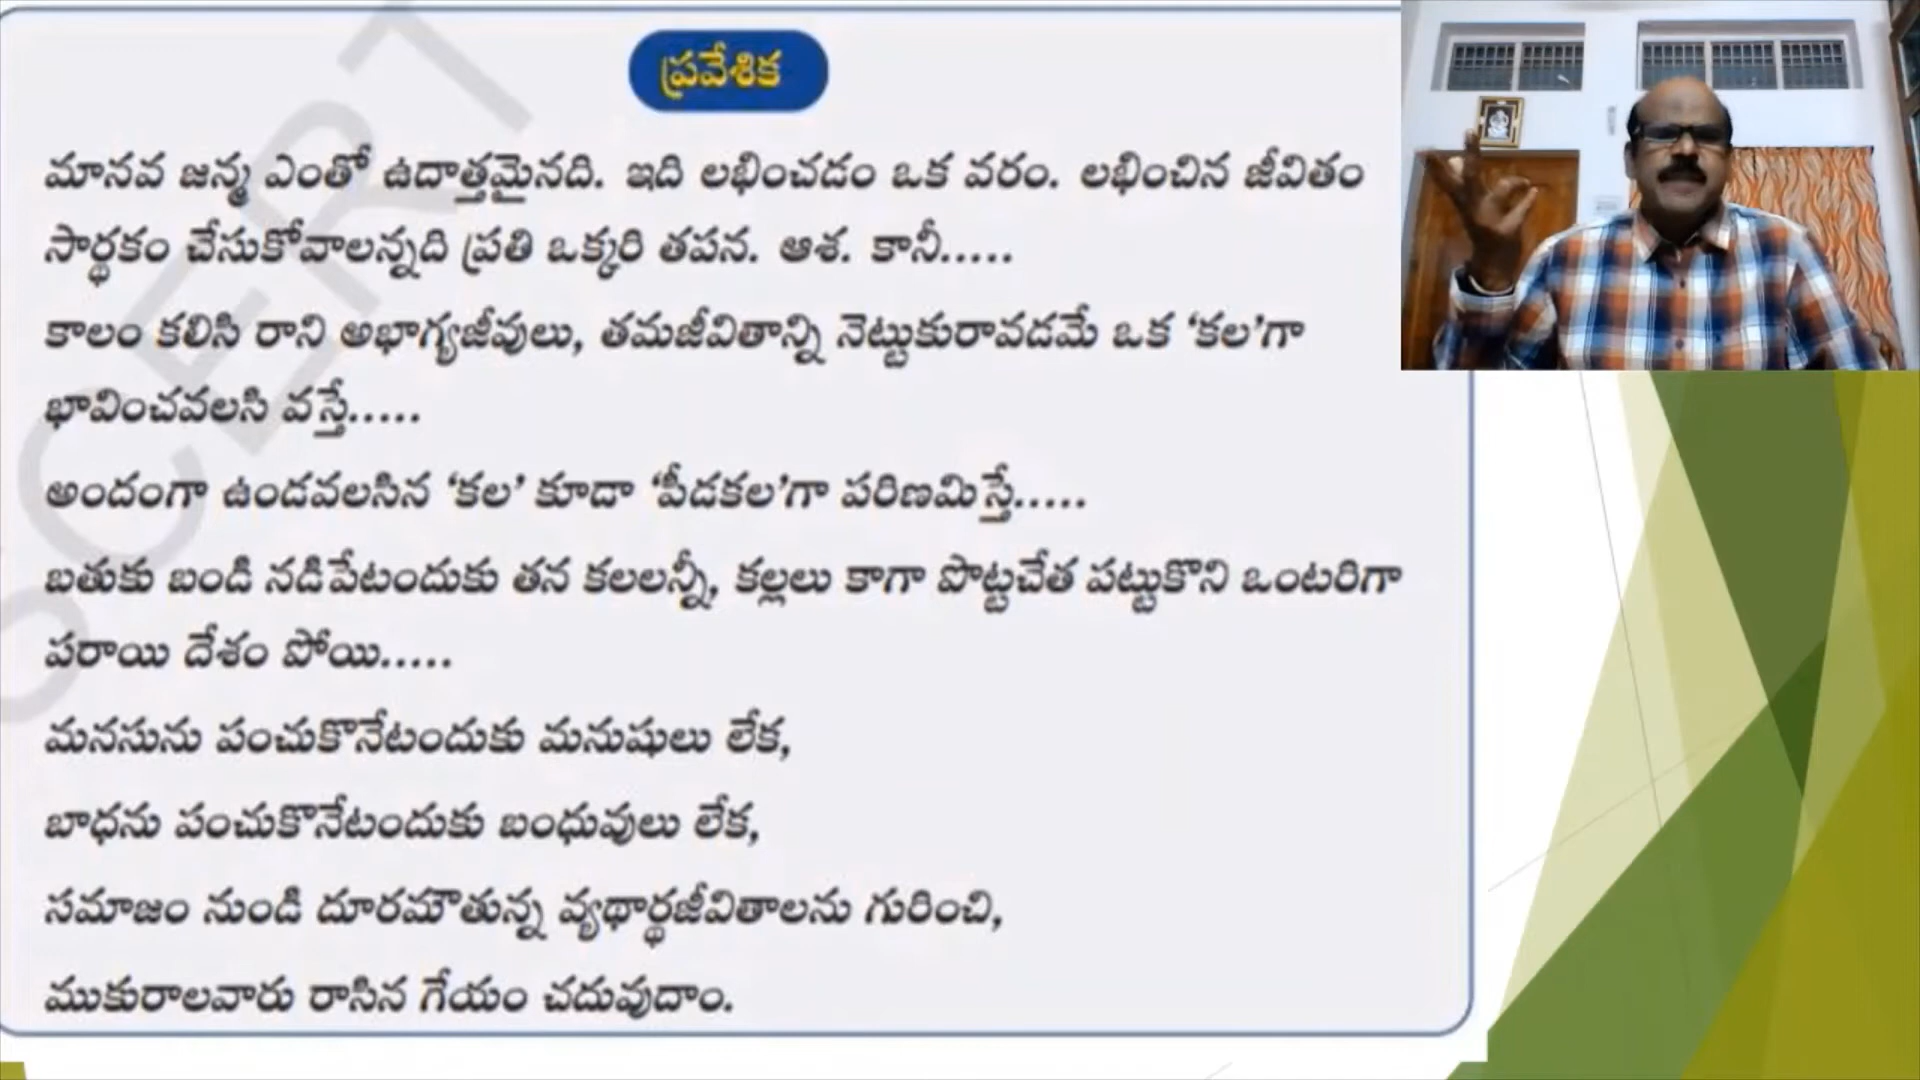 ప్రవేశిక
మానవ జన్మ ఎంతో ఉదాత్తమైనది. ఇది లభించడం ఒక వరం. లభించిన జీవితం
సార్థకం చేసుకోవాలన్నది ప్రతి ఒక్కరి తపన. ఆశ. కానీ.....
కాలం కలిసి రాని అభాగ్యజీవులు, తమజీవితాన్ని నెట్టుకురావడమే ఒక ‘కల’గా
భావించవలసి వస్తే.....
అందంగా ఉండవలసిన ‘కల’ కూడా ‘పీడకల’గా పరిణమిస్తే.....
బతుకు బండి నడిపేటందుకు తన కలలన్నీ, కల్లలు కాగా పొట్టచేత పట్టుకొని ఒంటరిగా
పరాయి దేశం పోయి.....
మనసును పంచుకొనేటందుకు మనుషులు లేక,
బాధను పంచుకొనేటందుకు బంధువులు లేక,
సమాజం నుండి దూరమౌతున్న వ్యథార్థజీవితాలను గురించి,
ముకురాలవారు రాసిన గేయం చదువుదాం.
SCERT